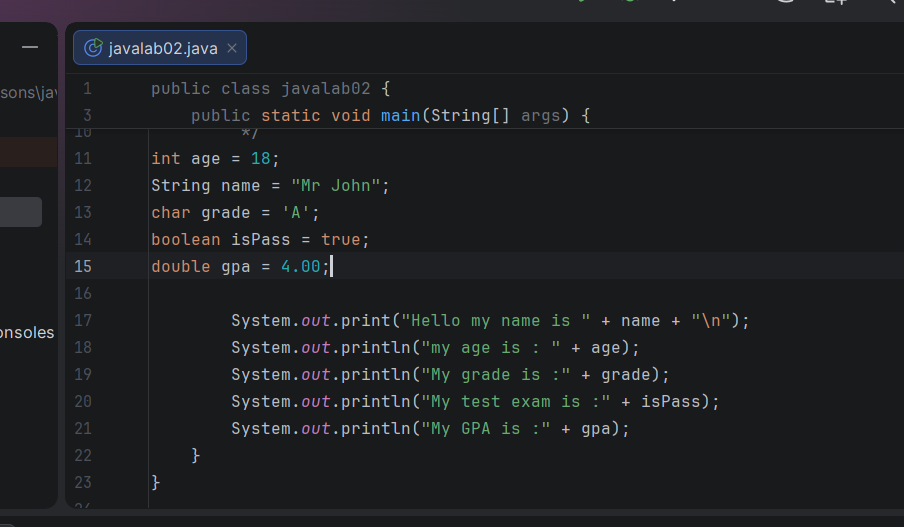 javalab02.java
sons\jav
1 public class javalab02 {
3 public static void main(String[] args) {
10 */
11 int age = 18;
12 String name = "Mr John";
13 char grade = 'A';
14 boolean isPass = true;
15 double gpa = 4.00;
16
17 System.out.print("Hello my name is " + name + "\n");
onsoles
18 System.out.println("my age is : " + age);
19 System.out.println("My grade is :" + grade);
20 System.out.println("My test exam is :" + isPass);
21 System.out.println("My GPA is :" + gpa);
22 }
23 }
24